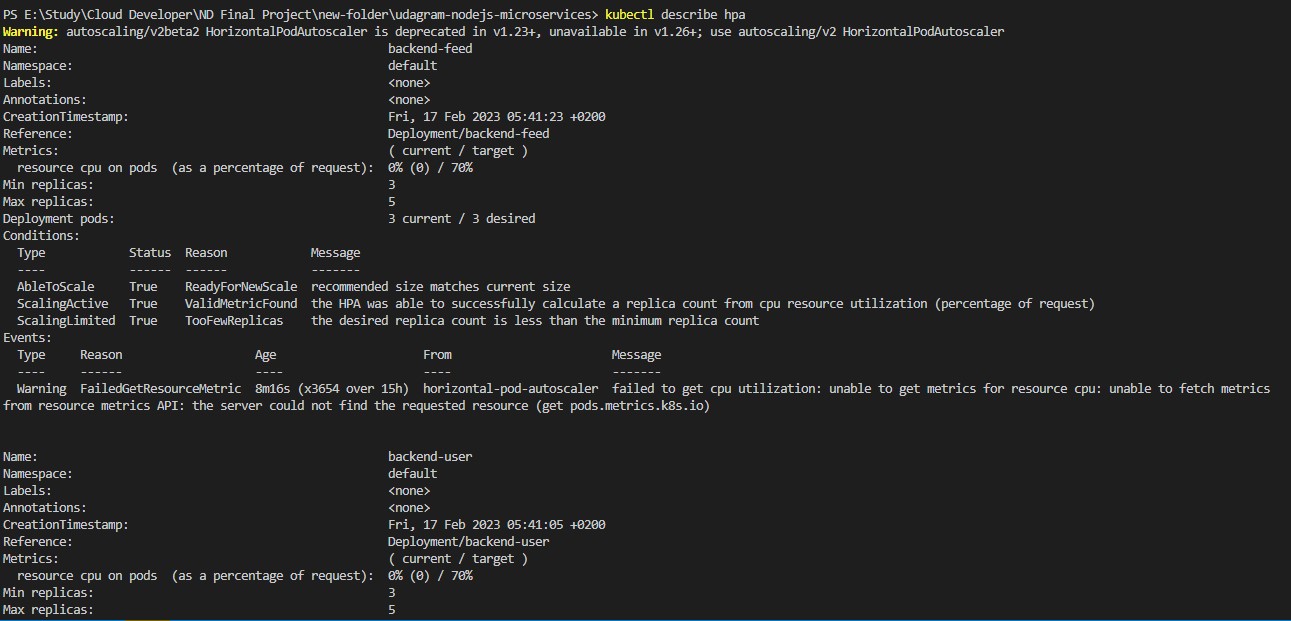 PS E:\Study\Cloud Developer\ND Final Project\new-folder\udagram-nodejs-microservices> kubectl describe hpa
Warning: autoscaling/v2beta2 HorizontalPodAutoscaler is deprecated in v1.23+, unavailable in v1.26+; use autoscaling/v2 HorizontalPodAutoscaler
Name:                                                  backend-feed
Namespace:                                             default
Labels:                                                <none>
Annotations:                                           <none>
CreationTimestamp:                                     Fri, 17 Feb 2023 05:41:23 +0200
Reference:                                             Deployment/backend-feed
Metrics:                                               ( current / target )
  resource cpu on pods  (as a percentage of request):  0% (0) / 70%
Min replicas:                                          3
Max replicas:                                          5
Deployment pods:                                       3 current / 3 desired
Conditions:
  Type            Status  Reason            Message
  ----            ------  ------            -------
  AbleToScale     True    ReadyForNewScale  recommended size matches current size
  ScalingActive   True    ValidMetricFound  the HPA was able to successfully calculate a replica count from cpu resource utilization (percentage of request)
  ScalingLimited  True    TooFewReplicas    the desired replica count is less than the minimum replica count
Events:
  Type     Reason                   Age                     From                       Message
  ----     ------                   ----                    ----                       -------
  Warning  FailedGetResourceMetric  8m16s (x3654 over 15h)  horizontal-pod-autoscaler  failed to get cpu utilization: unable to get metrics for resource cpu: unable to fetch metrics
from resource metrics API: the server could not find the requested resource (get pods.metrics.k8s.io)
Name:                                                  backend-user
Namespace:                                             default
Labels:                                                <none>
Annotations:                                           <none>
CreationTimestamp:                                     Fri, 17 Feb 2023 05:41:05 +0200
Reference:                                             Deployment/backend-user
Metrics:                                               ( current / target )
  resource cpu on pods  (as a percentage of request):  0% (0) / 70%
Min replicas:                                          3
Max replicas:                                          5